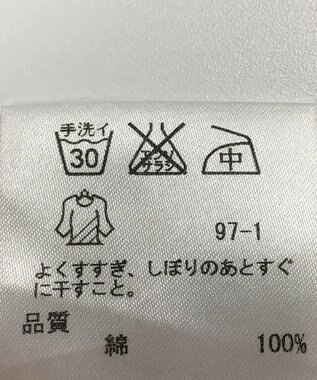 手洗イ
30
エンソ
サラシ
中
97-1
よくすすぎ、しぼりのあとすぐ
に干すこと。
品質
綿 100%